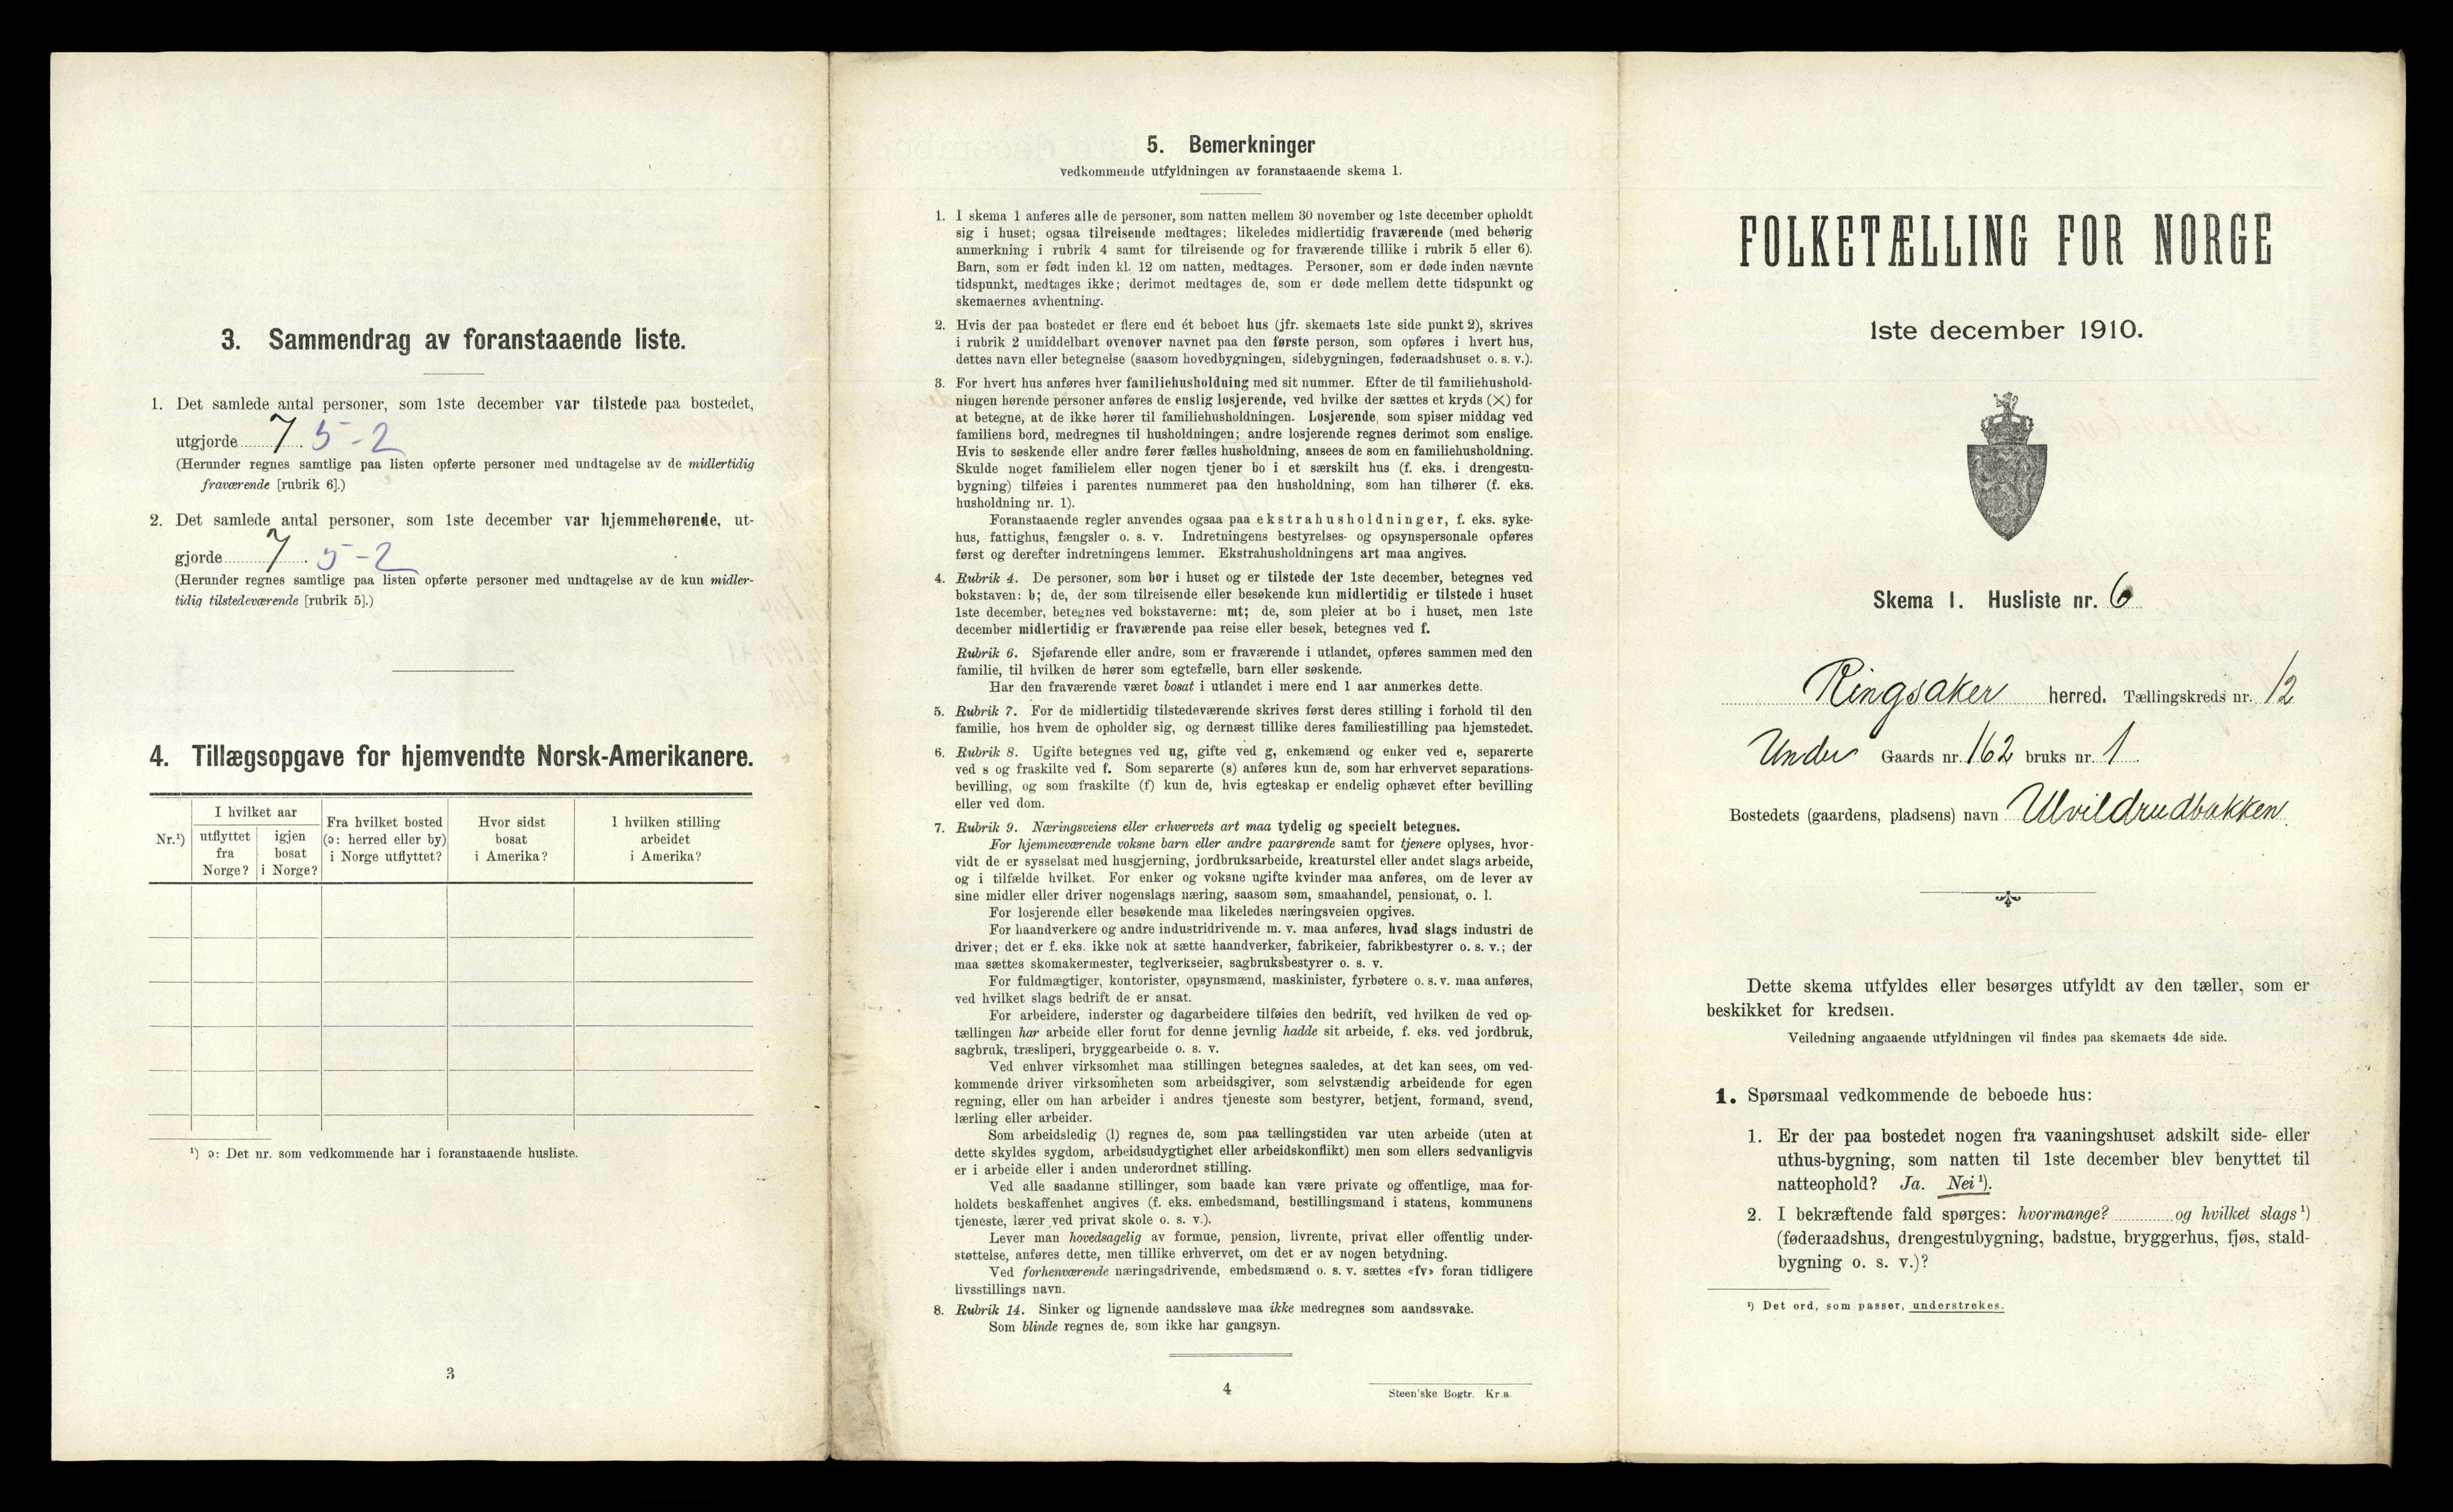 3. Sammendrag av foranstaaende liste.
1. Det samlede antal personer, som 1ste december var tilstede paa bostedet,
utgjorde 7. 5-2
(Herunder regnes samtlige paa listen opførte personer med undtagelse av de midlertidig
fraværende [rubrik 6].)
2. Det samlede antal personer, som 1ste december var hjemmehørende, ut-
gjorde 7. 5-2
(Herunder regnes samtlige paa listen opførte personer med undtagelse av de kun midler-
tidig tilstedeværende [rubrik 5].)
4. Tillægsopgave for hjemvendte Norsk-Amerikanere.
Nr.¹)
I hvilket aar
utflyttet
fra
Norge?
igjen
bosat
i Norge?
Fra hvilket bosted
(ɔ: herred eller by)
i Norge utflyttet?
Hvor sidst
bosat
i Amerika?
I hvilken stilling
arbeidet
i Amerika?
¹) ɔ: Det nr. som vedkommende har i foranstaaende husliste.
3
5. Bemerkninger
vedkommende utfyldningen av foranstaaende skema 1.
1. I skema 1 anføres alle de personer, som natten mellem 30 november og 1ste december opholdt
sig i huset; ogsaa tilreisende medtages; likeledes midlertidig fraværende (med behørig
anmerkning i rubrik 4 samt for tilreisende og for fraværende tillike i rubrik 5 eller 6).
Barn, som er født inden kl. 12 om natten, medtages. Personer, som er døde inden nævnte
tidspunkt, medtages ikke; derimot medtages de, som er døde mellem dette tidspunkt og
skemaernes avhentning.
2. Hvis der paa bostedet er flere end ét beboet hus (jfr. skemaets 1ste side punkt 2), skrives
i rubrik 2 umiddelbart ovenover navnet paa den første person, som opføres i hvert hus,
dettes navn eller betegnelse (saasom hovedbygningen, sidebygningen, føderaadshuset o. s. v.).
3. For hvert hus anføres hver familiehusholdning med sit nummer. Efter de til familiehushold-
ningen hørende personer anføres de enslig losjerende, ved hvilke der sættes et kryds (×) for
at betegne, at de ikke hører til familiehusholdningen. Losjerende, som spiser middag ved
familiens bord, medregnes til husholdningen; andre losjerende regnes derimot som enslige.
Hvis to søskende eller andre fører fælles husholdning, ansees de som en familiehusholdning.
Skulde noget familielem eller nogen tjener bo i et særskilt hus (f. eks. i drengestu-
bygning) tilføies i parentes nummeret paa den husholdning, som han tilhører (f. eks.
husholdning nr. 1).
Foranstaaende regler anvendes ogsaa paa ekstrahusholdninger, f. eks. syke-
hus, fattighus, fængsler o. s. v. Indretningens bestyrelses- og opsynspersonale opføres
først og derefter indretningens lemmer. Ekstrahusholdningens art maa angives.
4. Rubrik 4. De personer, som bor i huset og er tilstede der 1ste december, betegnes ved
bokstaven: b; de, der som tilreisende eller besøkende kun midlertidig er tilstede i huset
1ste december, betegnes ved bokstaverne: mt; de, som pleier at bo i huset, men 1ste
december midlertidig er fraværende paa reise eller besøk, betegnes ved f.
Rubrik 6. Sjøfarende eller andre, som er fraværende i utlandet, opføres sammen med den
familie, til hvilken de hører som egtefælle, barn eller søskende.
Har den fraværende været bosat i utlandet i mere end 1 aar anmerkes dette.
5. Rubrik 7. For de midlertidig tilstedeværende skrives først deres stilling i forhold til den
familie, hos hvem de opholder sig, og dernæst tillike deres familiestilling paa hjemstedet.
6. Rubrik 8. Ugifte betegnes ved ug, gifte ved g, enkemænd og enker ved e, separerte
ved s og fraskilte ved f. Som separerte (s) anføres kun de, som har erhvervet separations-
bevilling, og som fraskilte (f) kun de, hvis egteskap er endelig ophævet efter bevilling
eller ved dom.
7. Rubrik 9. Næringsveiens eller erhvervets art maa tydelig og specielt betegnes.
For hjemmeværende voksne barn eller andre paarørende samt for tjenere oplyses, hvor-
vidt de er sysselsat med husgjerning, jordbruksarbeide, kreaturstel eller andet slags arbeide,
og i tilfælde hvilket. For enker og voksne ugifte kvinder maa anføres, om de lever av
sine midler eller driver nogenslags næring, saasom søm, smaahandel, pensionat, o. l.
For losjerende eller besøkende maa likeledes næringsveien opgives.
For haandverkere og andre industridrivende m. v. maa anføres, hvad slags industri de
driver; det er f. eks. ikke nok at sætte haandverker, fabrikeier, fabrikbestyrer o. s. v.; der
maa sættes skomakermester, teglverkseier, sagbruksbestyrer o. s. v.
For fuldmægtiger, kontorister, opsynsmænd, maskinister, fyrbøtere o. s. v. maa anføres,
ved hvilket slags bedrift de er ansat.
For arbeidere, inderster og dagarbeidere tilføies den bedrift, ved hvilken de ved op-
tællingen har arbeide eller forut for denne jevnlig hadde sit arbeide, f. eks. ved jordbruk,
sagbruk, træsliperi, bryggearbeide o. s. v.
Ved enhver virksomhet maa stillingen betegnes saaledes, at det kan sees, om ved-
kommende driver virksomheten som arbeidsgiver, som selvstændig arbeidende for egen
regning, eller om han arbeider i andres tjeneste som bestyrer, betjent, formand, svend,
lærling eller arbeider.
Som arbeidsledig (l) regnes de, som paa tællingstiden var uten arbeide (uten at
dette skyldes sygdom, arbeidsudygtighet eller arbeidskonflikt) men som ellers sedvanligvis
er i arbeide eller i anden underordnet stilling.
Ved alle saadanne stillinger, som baade kan være private og offentlige, maa for-
holdets beskaffenhet angives (f. eks. embedsmand, bestillingsmand i statens, kommunens
tjeneste, lærer ved privat skole o. s. v.).
Lever man hovedsagelig av formue, pension, livrente, privat eller offentlig under-
støttelse, anføres dette, men tillike erhvervet, om det er av nogen betydning.
Ved forhenværende næringsdrivende, embedsmænd o. s. v. sættes «fv» foran tidligere
livsstillings navn.
8. Rubrik 14. Sinker og lignende aandssløve maa ikke medregnes som aandssvake.
Som blinde regnes de, som ikke har gangsyn.
4
Steen'ske Bogtr. Kr.a.
FOLKETÆLLING FOR NORGE
1ste december 1910.
Skema 1. Husliste nr. 6
Ringsaker herred. Tællingskreds nr. 12
Under Gaards nr. 162 bruks nr. 1.
Bostedets (gaardens, pladsens) navn Ulvildrudbakken.
Dette skema utfyldes eller besørges utfyldt av den tæller, som er
beskikket for kredsen.
Veiledning angaaende utfyldningen vil findes paa skemaets 4de side.
1. Spørsmaal vedkommende de beboede hus:
1. Er der paa bostedet nogen fra vaaningshuset adskilt side- eller
uthus-bygning, som natten til 1ste december blev benyttet til
natteophold? Ja. Nei¹).
2. I bekræftende fald spørges: hvormange? og hvilket slags¹)
(føderaadshus, drengestubygning, badstue, bryggerhus, fjøs, stald-
bygning o. s. v.)?
¹) Det ord, som passer, understrekes.